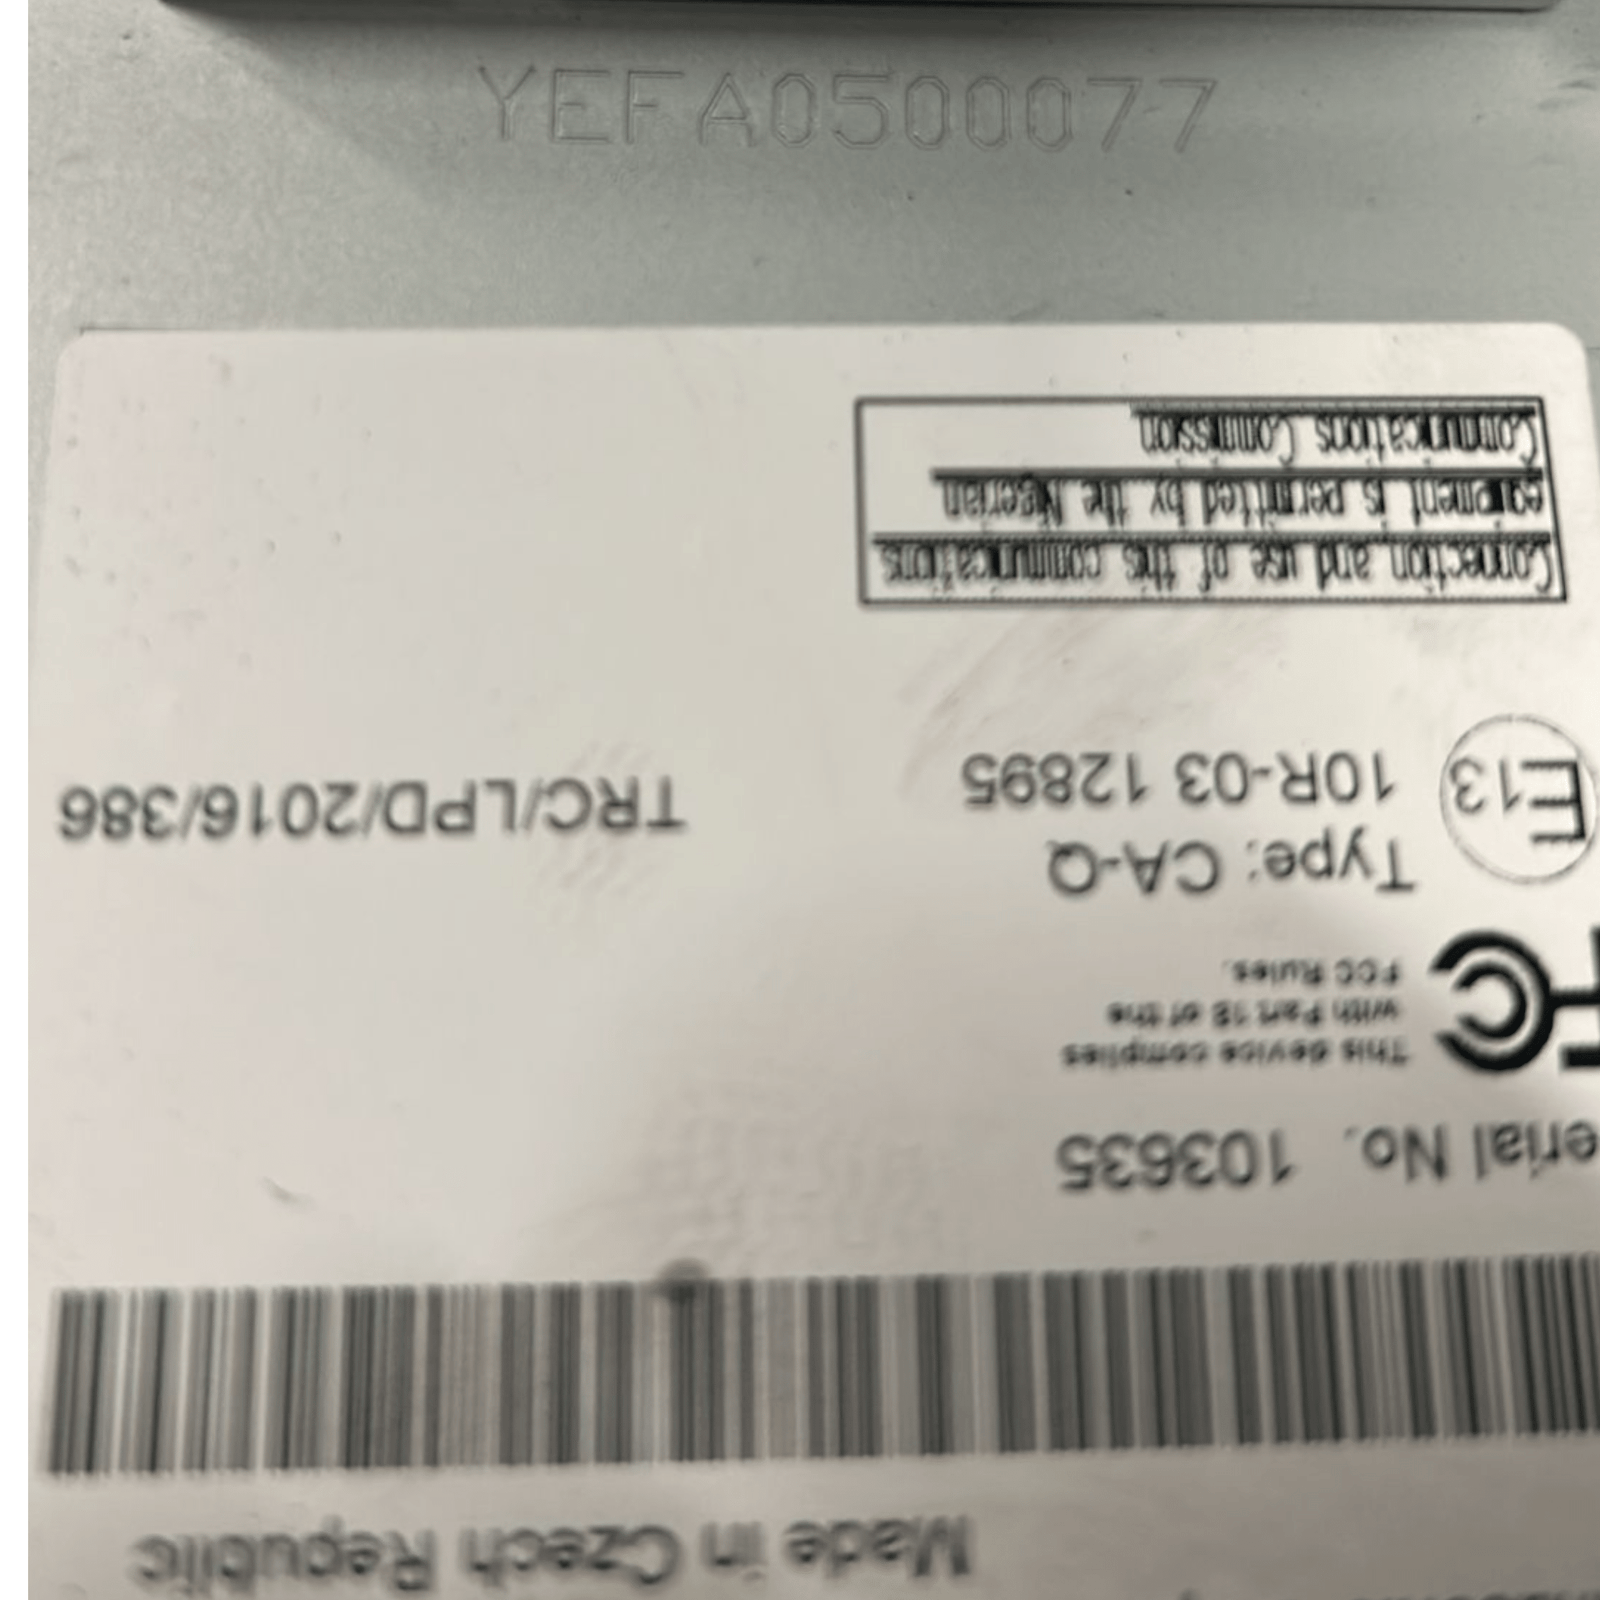 YEFA0500077
Made in Czech Republic
erial No. 103635
This device complies
with Part 18 of the
FCC Rules.
Type: CA-Q
E13 10R-03 12895
TRC/LPD/2016/386
Connection and use of this communications
equipment is permitted by the Nigerian
Communications Commission